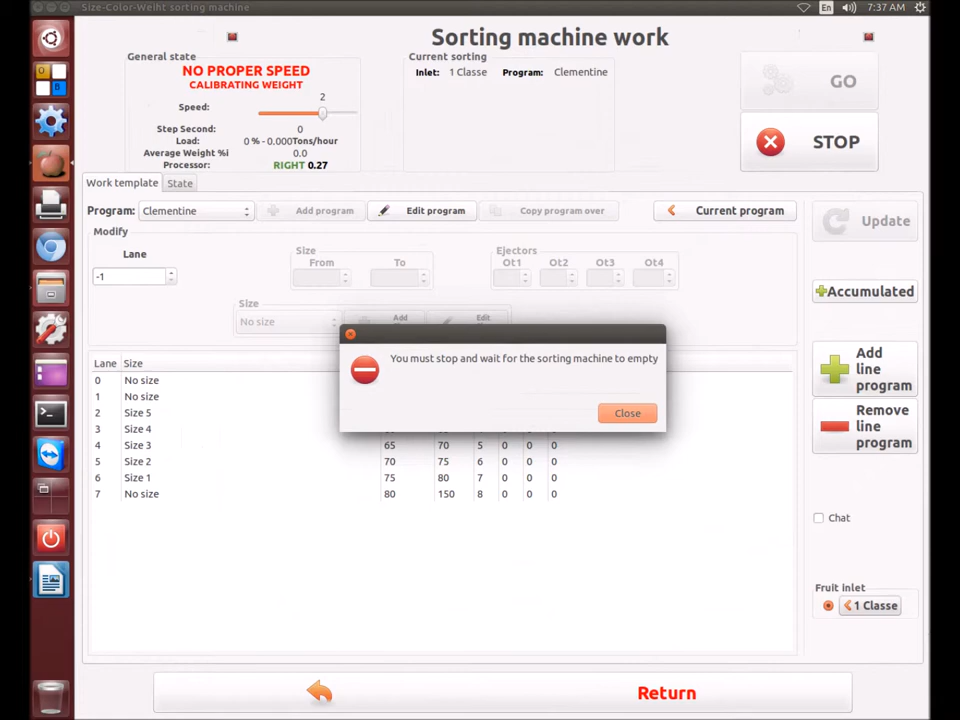 Size-Color-Weiht sorting machine
En
7:37 AM
Sorting machine work
General state
NO PROPER SPEED
CALIBRATING WEIGHT
2
Speed:
Step Second: 0
Load: 0 % - 0.000Tons/hour
Average Weight %i 0.0
Processor: RIGHT 0.27
Current sorting
Inlet: 1 Classe Program: Clementine
GO
STOP
Work template State
Program: Clementine Add program Edit program Copy program over Current program
Update
Modify
Lane
-1
Size
From To
Ejectors
Ot1 Ot2 Ot3 Ot4
Size
No size Add Edit
Accumulated
Add line program
Remove line program
You must stop and wait for the sorting machine to empty
Close
Lane Size
0 No size
1 No size
2 Size 5
3 Size 4
4 Size 3 65 70 5 0 0 0
5 Size 2 70 75 6 0 0 0
6 Size 1 75 80 7 0 0 0
7 No size 80 150 8 0 0 0
Chat
Fruit inlet
1 Classe
Return